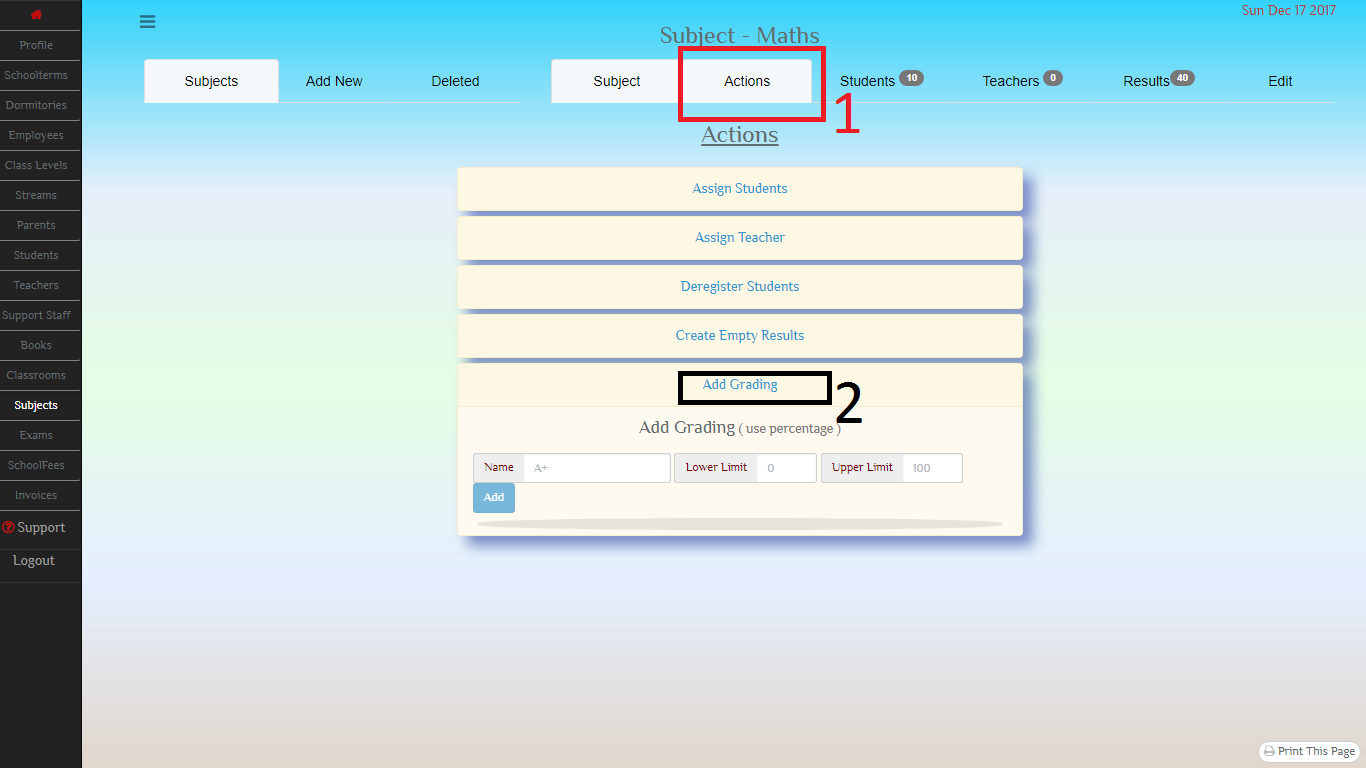 Sun Dec 17 2017
Profile
Schoolterms
Dormitories
Employees
Class Levels
Streams
Parents
Students
Teachers
Support Staff
Books
Classrooms
Subjects
Exams
SchoolFees
Invoices
Support
Logout
Subject - Maths
Subjects Add New Deleted Subject Actions Students 10 Teachers 0 Results 40 Edit
1
Actions
Assign Students
Assign Teacher
Deregister Students
Create Empty Results
Add Grading
2
Add Grading ( use percentage )
Name A+ Lower Limit 0 Upper Limit 100
Add
Print This Page